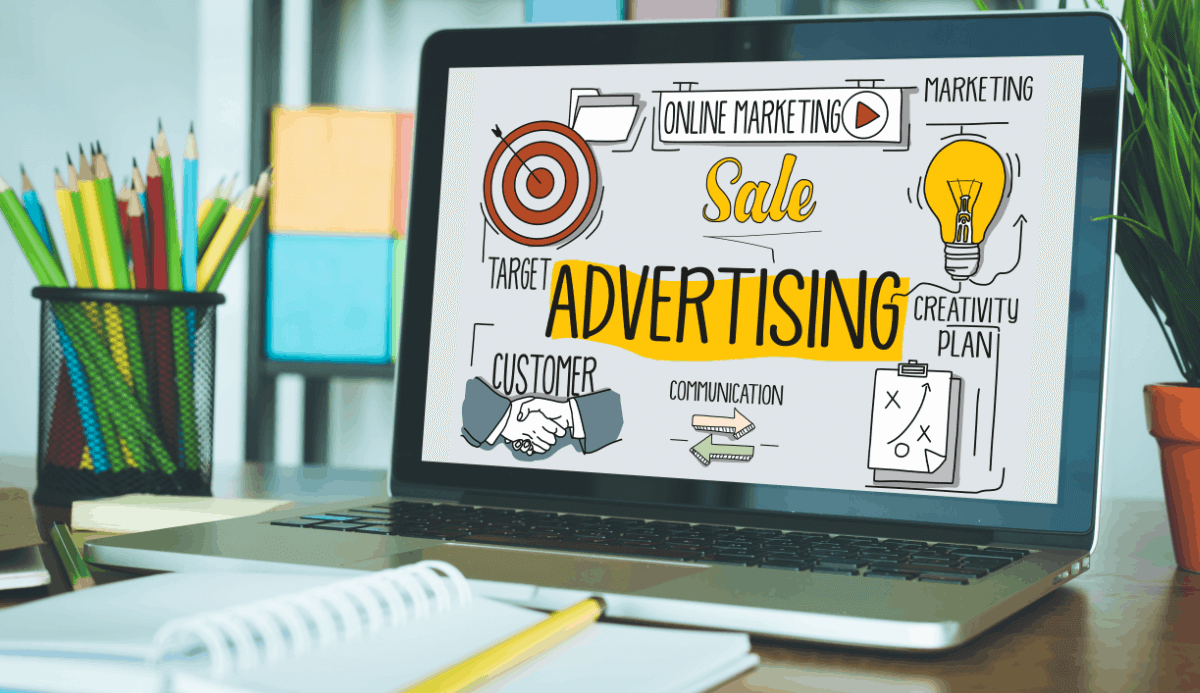 ONLINE MARKETING
MARKETING
Sale
TARGET
ADVERTISING
CREATIVITY
PLAN
CUSTOMER
COMMUNICATION